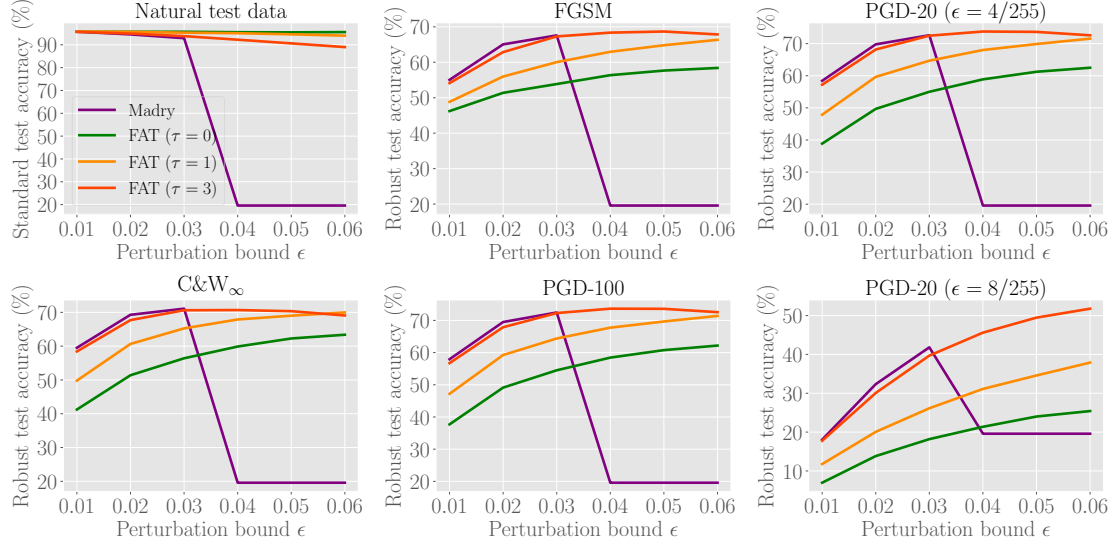 Natural test data
Standard test accuracy (%)
90
80
70
60
50
40
30
20
Madry
FAT (τ = 0)
FAT (τ = 1)
FAT (τ = 3)
0.01 0.02 0.03 0.04 0.05 0.06
Perturbation bound ϵ
FGSM
Robust test accuracy (%)
70
60
50
40
30
20
0.01 0.02 0.03 0.04 0.05 0.06
Perturbation bound ϵ
PGD-20 (ϵ = 4/255)
Robust test accuracy (%)
70
60
50
40
30
20
0.01 0.02 0.03 0.04 0.05 0.06
Perturbation bound ϵ
C&W∞
Robust test accuracy (%)
70
60
50
40
30
20
0.01 0.02 0.03 0.04 0.05 0.06
Perturbation bound ϵ
PGD-100
Robust test accuracy (%)
70
60
50
40
30
20
0.01 0.02 0.03 0.04 0.05 0.06
Perturbation bound ϵ
PGD-20 (ϵ = 8/255)
Robust test accuracy (%)
50
40
30
20
10
0.01 0.02 0.03 0.04 0.05 0.06
Perturbation bound ϵ